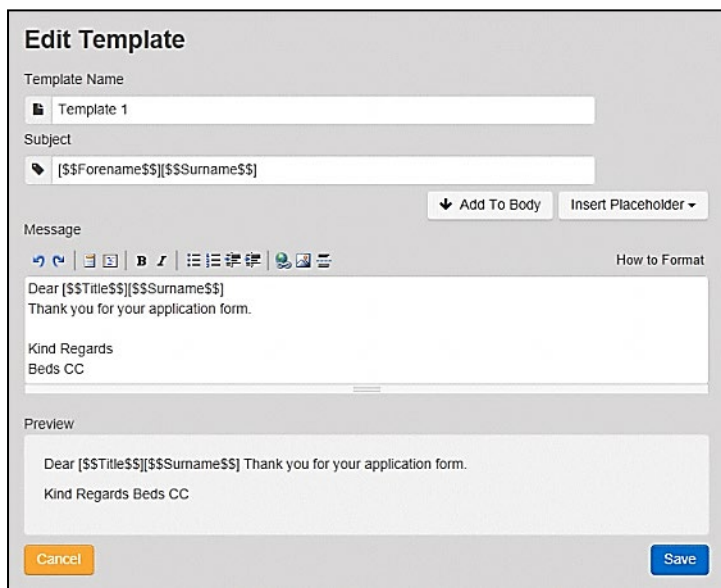 Edit Template
Template Name
Template 1
Subject
[$$Forename$$][$$Surname$$]
Add To Body
Insert Placeholder
Message
B I
How to Format
Dear [$$Title$$][$$Surname$$]
Thank you for your application form.
Kind Regards
Beds CC
Preview
Dear [$$Title$$][$$Surname$$] Thank you for your application form.
Kind Regards Beds CC
Cancel
Save